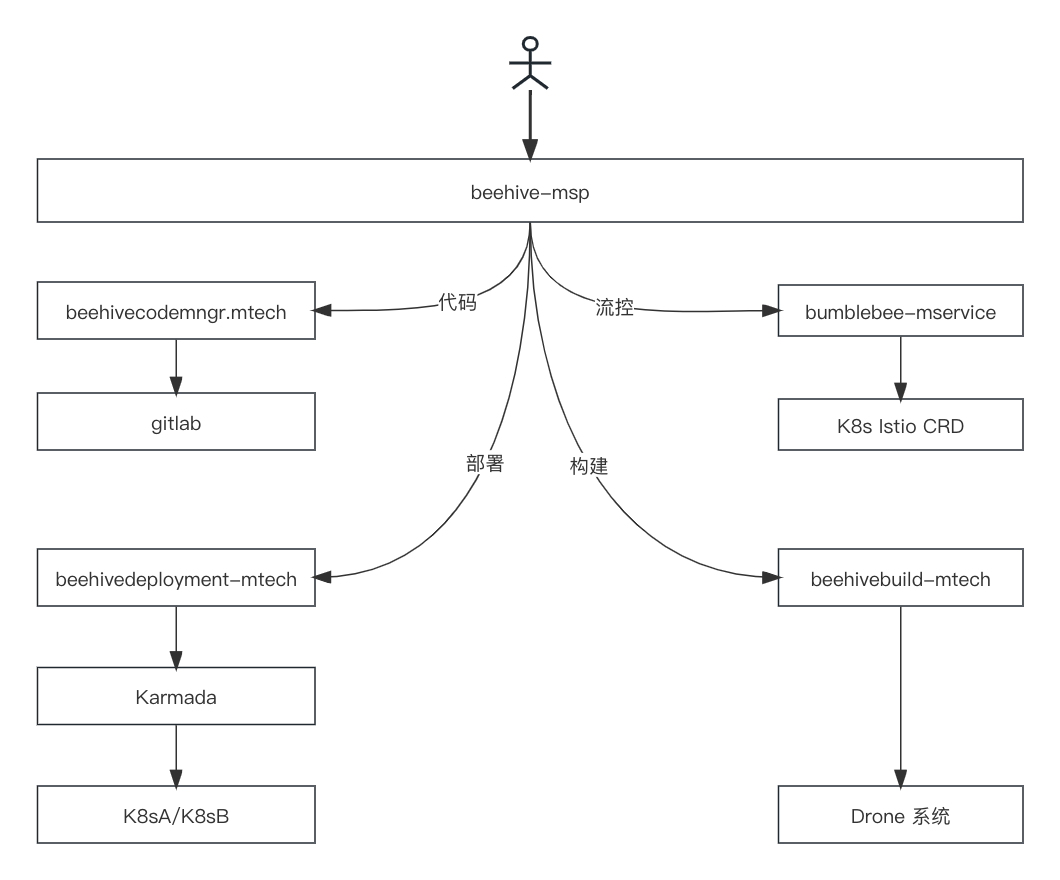 beehive-msp
代码
流控
beehivecodemngr.mtech
bumblebee-mservice
gitlab
K8s Istio CRD
部署
构建
beehivedeployment-mtech
beehivebuild-mtech
Karmada
K8sA/K8sB
Drone 系统